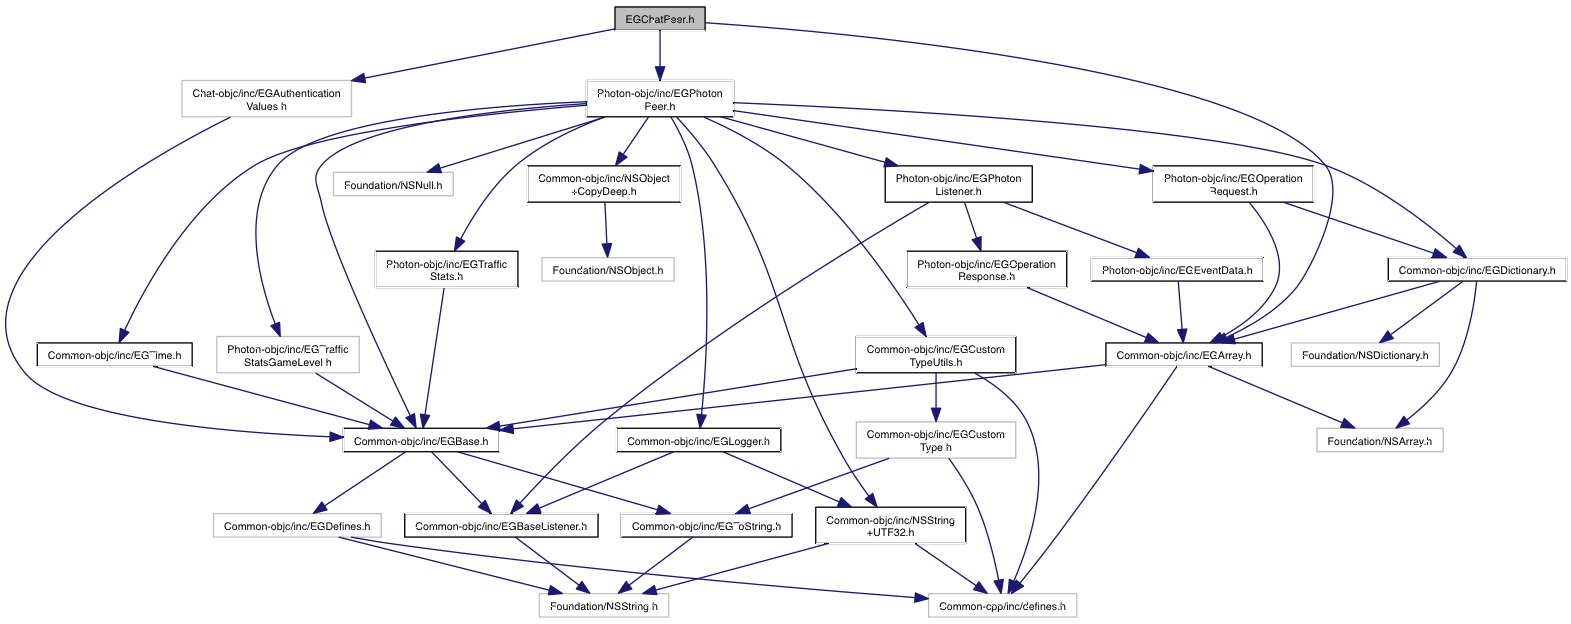 EGChatPeer.h
Chat-objc/inc/EGAuthentication
Values.h
Photon-objc/inc/EGPhoton
Peer.h
Foundation/NSNull.h
Common-objc/inc/NSObject
+CopyDeep.h
Photon-objc/inc/EGPhoton
Listener.h
Photon-objc/inc/EGOperation
Request.h
Photon-objc/inc/EGTraffic
Stats.h
Foundation/NSObject.h
Photon-objc/inc/EGOperation
Response.h
Photon-objc/inc/EGEventData.h
Common-objc/inc/EGDictionary.h
Common-objc/inc/EGTime.h
Photon-objc/inc/EGTraffic
StatsGameLevel.h
Common-objc/inc/EGCustom
TypeUtils.h
Common-objc/inc/EGArray.h
Foundation/NSDictionary.h
Common-objc/inc/EGBase.h
Common-objc/inc/EGLogger.h
Common-objc/inc/EGCustom
Type.h
Foundation/NSArray.h
Common-objc/inc/EGDefines.h
Common-objc/inc/EGBaseListener.h
Common-objc/inc/EGToString.h
Common-objc/inc/NSString
+UTF32.h
Foundation/NSString.h
Common-cpp/inc/defines.h